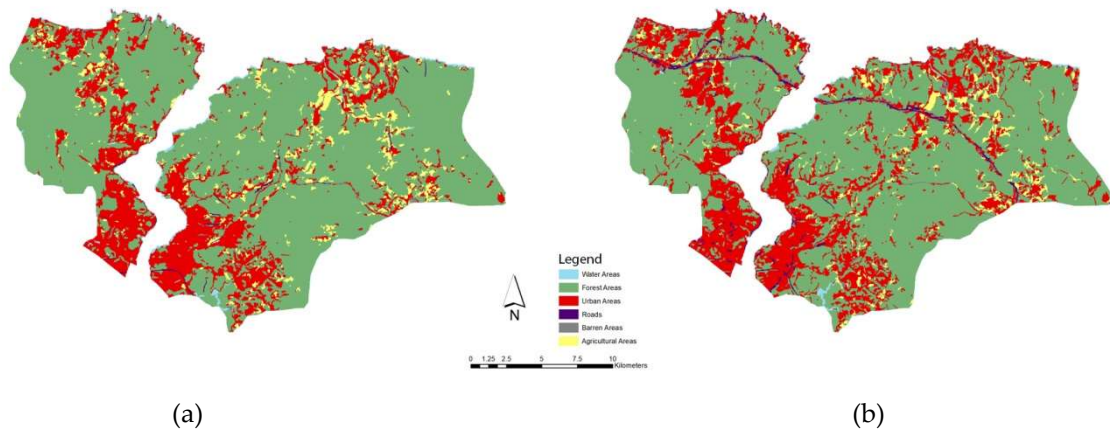 Legend
Water Areas
Forest Areas
Urban Areas
Roads
Barren Areas
Agricultural Areas
N
0 1.25 2.5 5 7.5 10
Kilometers
(a)
(b)